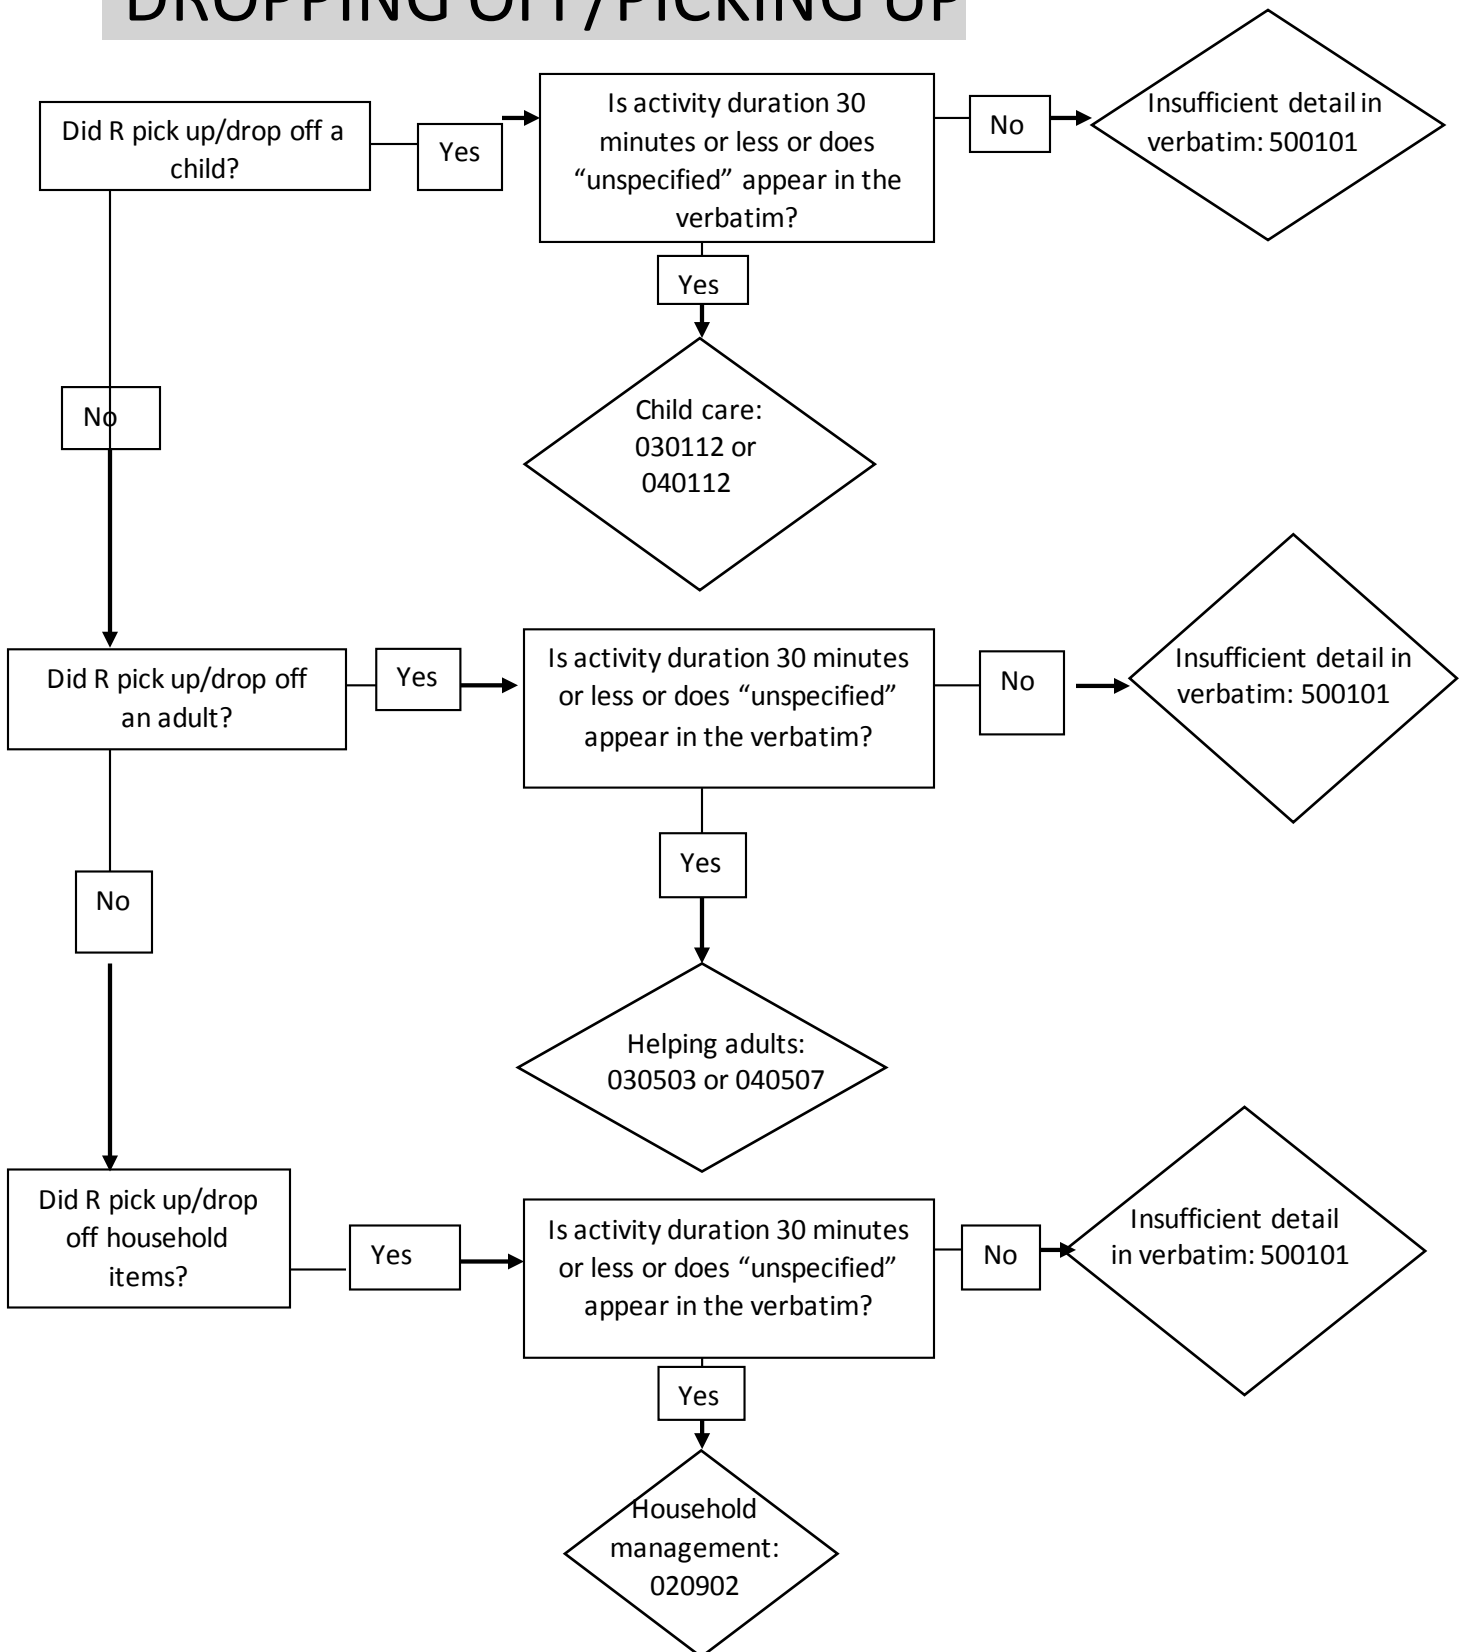 DROPPING OFF/PICKING UP
Did R pick up/drop off a
child?
Yes
Is activity duration 30
minutes or less or does
“unspecified” appear in the
verbatim?
No
Insufficient detail in
verbatim: 500101
Yes
Child care:
030112 or
040112
No
Did R pick up/drop off
an adult?
Yes
Is activity duration 30 minutes
or less or does “unspecified”
appear in the verbatim?
No
Insufficient detail in
verbatim: 500101
Yes
Helping adults:
030503 or 040507
No
Did R pick up/drop
off household
items?
Yes
Is activity duration 30 minutes
or less or does “unspecified”
appear in the verbatim?
No
Insufficient detail
in verbatim: 500101
Yes
Household
management:
020902